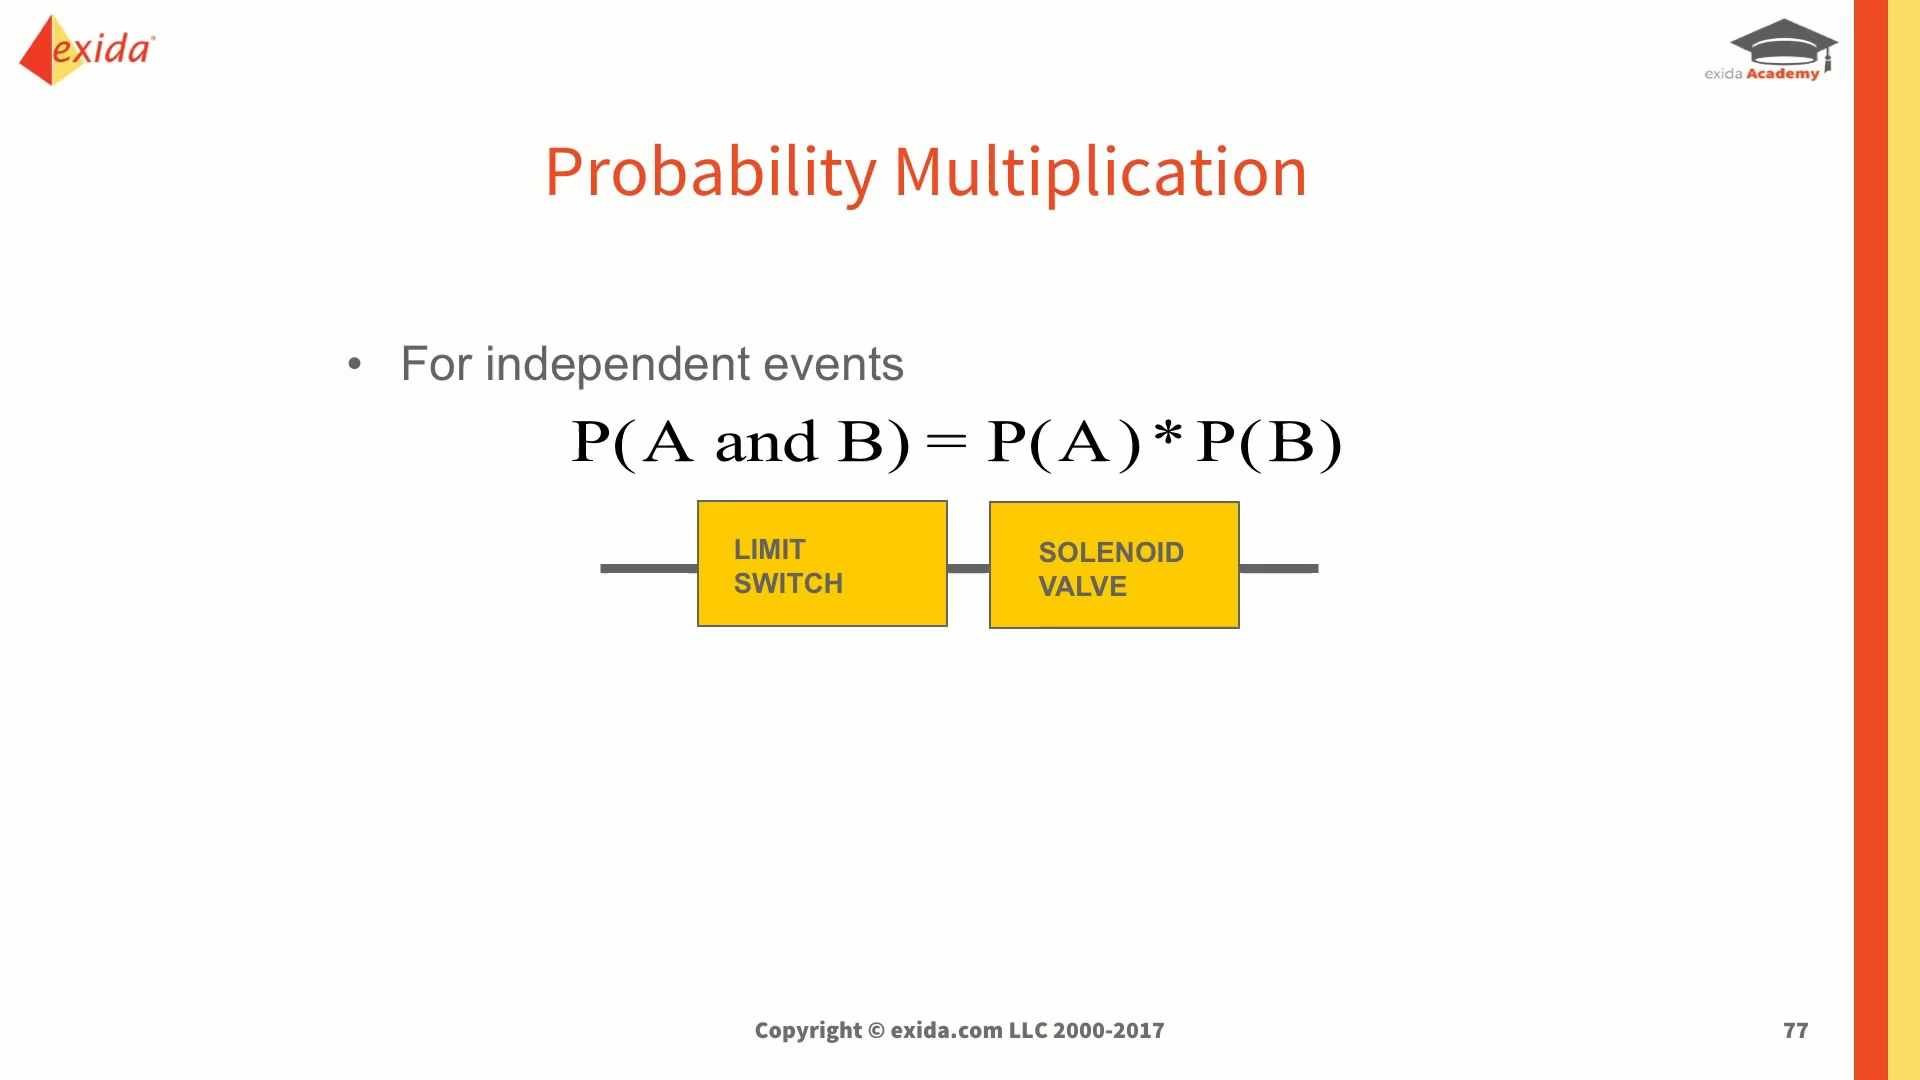 exida®
exida Academy
Probability Multiplication
• For independent events
P(A and B) = P(A) * P(B)
LIMIT
SWITCH
SOLENOID
VALVE
Copyright © exida.com LLC 2000-2017
77